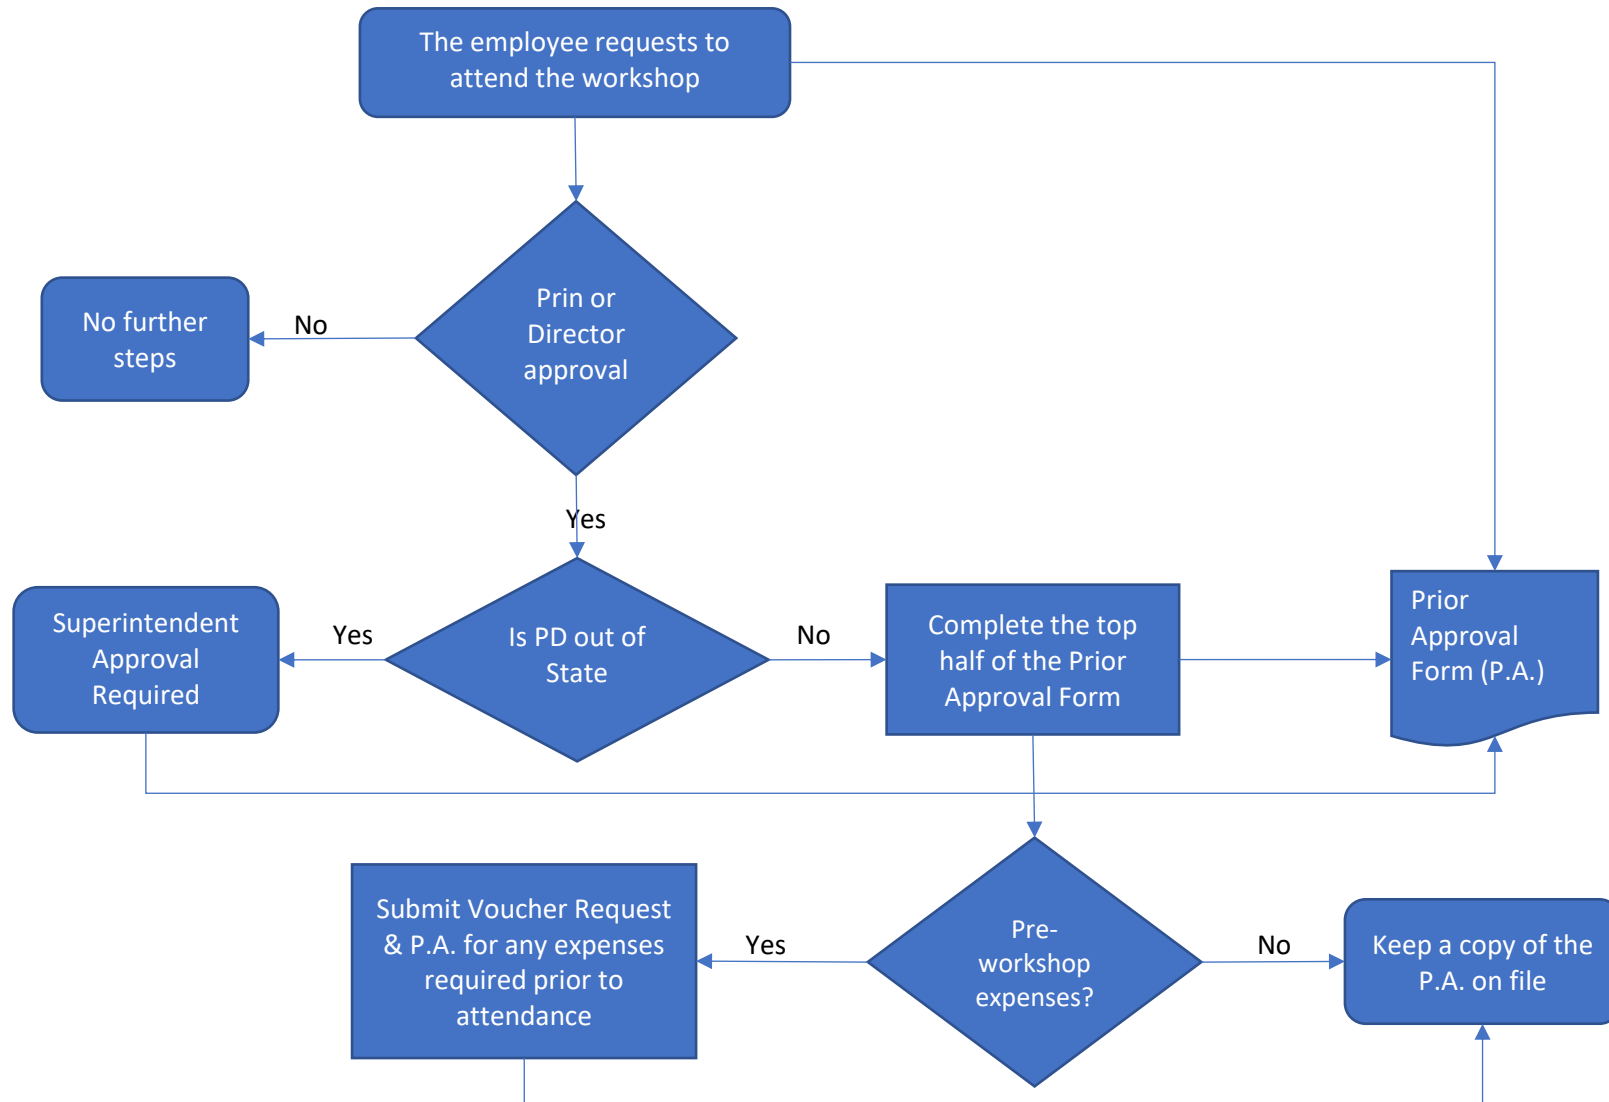 The employee requests to
attend the workshop
Prin or
Director
approval
No
No further
steps
Yes
Is PD out of
State
Yes
Superintendent
Approval
Required
No
Complete the top
half of the Prior
Approval Form
Prior
Approval
Form (P.A.)
Pre-
workshop
expenses?
Yes
Submit Voucher Request
& P.A. for any expenses
required prior to
attendance
No
Keep a copy of the
P.A. on file